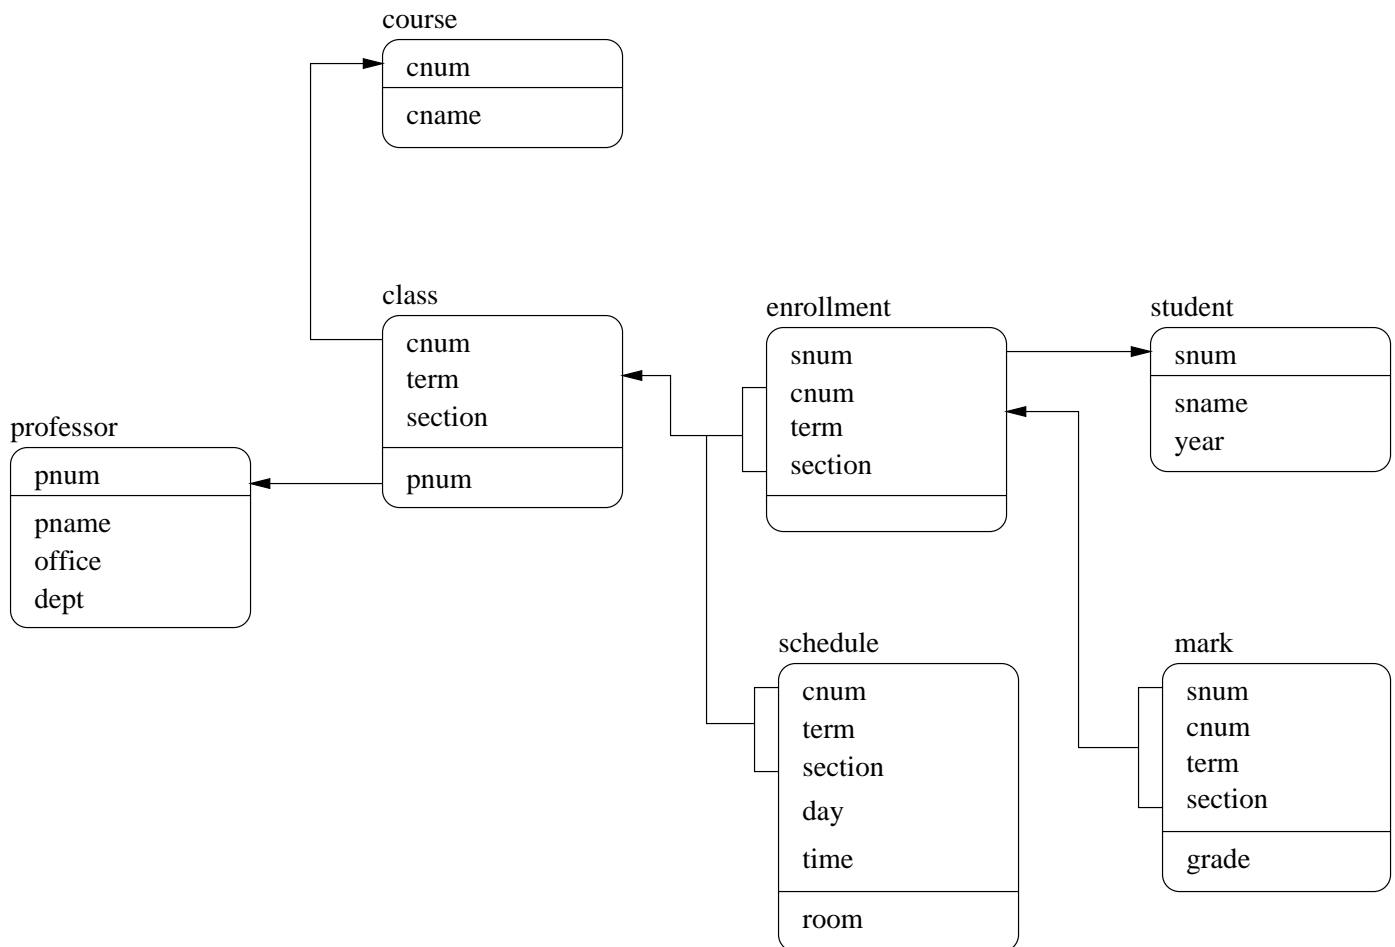 course
cnum
cname
class
cnum
term
section
pnum
professor
pnum
pname
office
dept
enrollment
snum
cnum
term
section
student
snum
sname
year
schedule
cnum
term
section
day
time
room
mark
snum
cnum
term
section
grade